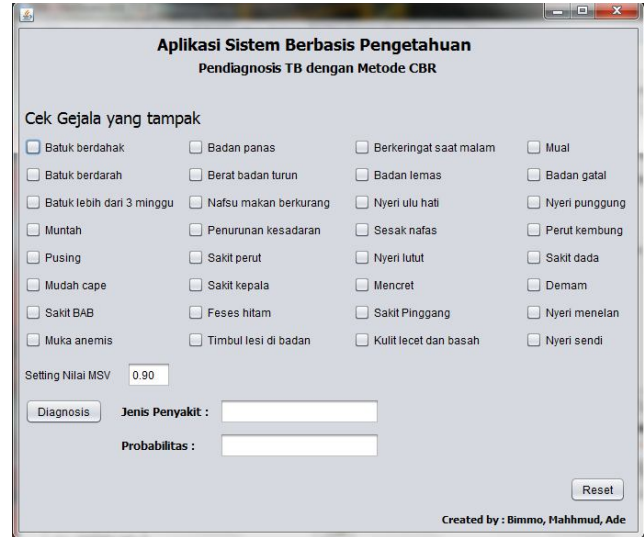 Aplikasi Sistem Berbasis Pengetahuan
Pendiagnosis TB dengan Metode CBR
Cek Gejala yang tampak
Batuk berdahak Badan panas Berkeringat saat malam Mual
Batuk berdarah Berat badan turun Badan lemas Badan gatal
Batuk lebih dari 3 minggu Nafsu makan berkurang Nyeri ulu hati Nyeri punggung
Muntah Penurunan kesadaran Sesak nafas Perut kembung
Pusing Sakit perut Nyeri lutut Sakit dada
Mudah cape Sakit kepala Mencret Demam
Sakit BAB Feses hitam Sakit Pinggang Nyeri menelan
Muka anemis Timbul lesi di badan Kulit lecet dan basah Nyeri sendi
Setting Nilai MSV 0.90
Diagnosis Jenis Penyakit :
Probabilitas :
Reset
Created by : Bimmo, Mahhmud, Ade